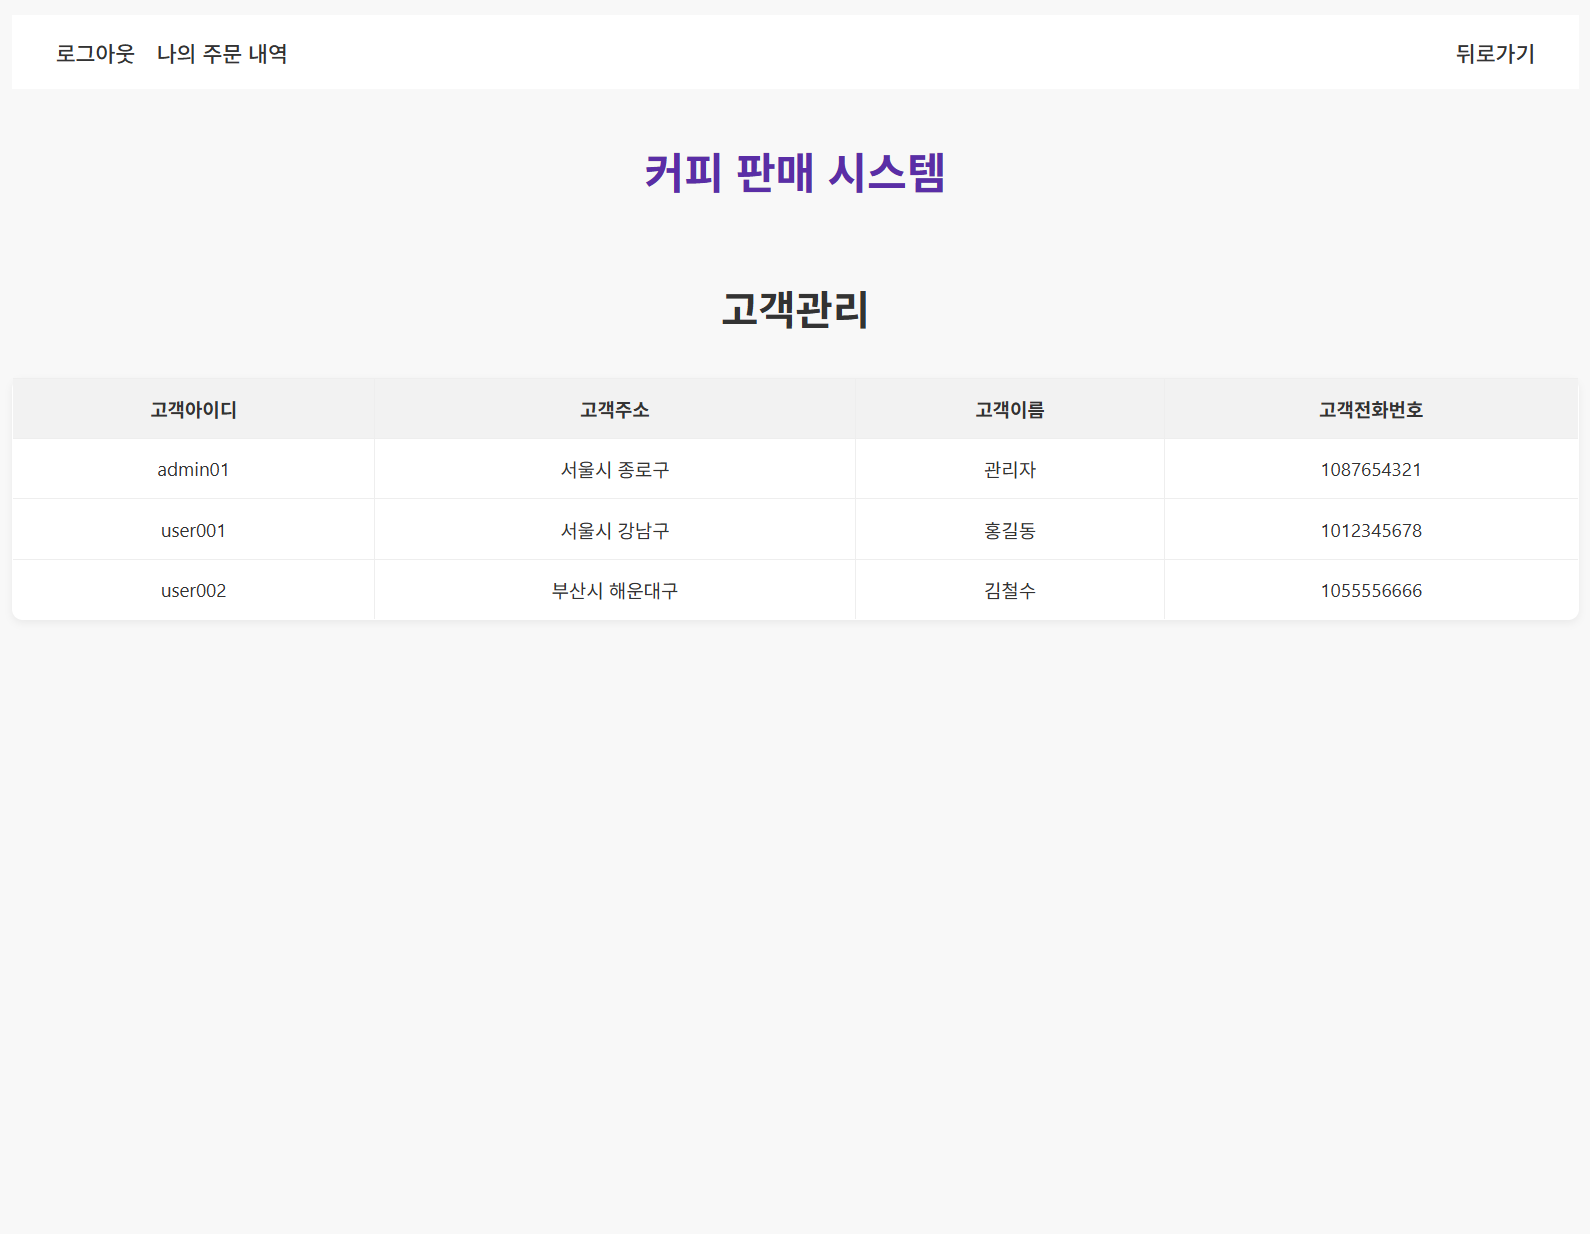 로그아웃 나의 주문 내역 뒤로가기
커피 판매 시스템
고객관리
고객아이디 고객주소 고객이름 고객전화번호
admin01 서울시 종로구 관리자 1087654321
user001 서울시 강남구 홍길동 1012345678
user002 부산시 해운대구 김철수 1055556666